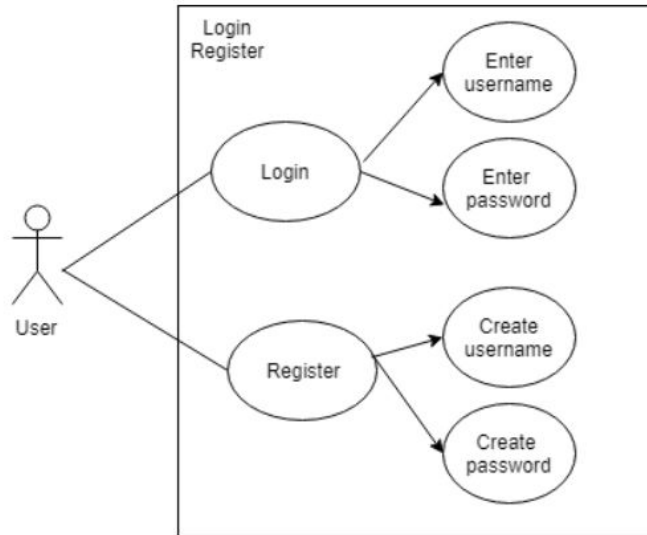 Login
Register
Enter
username
Login
Enter
password
User
Create
username
Register
Create
password